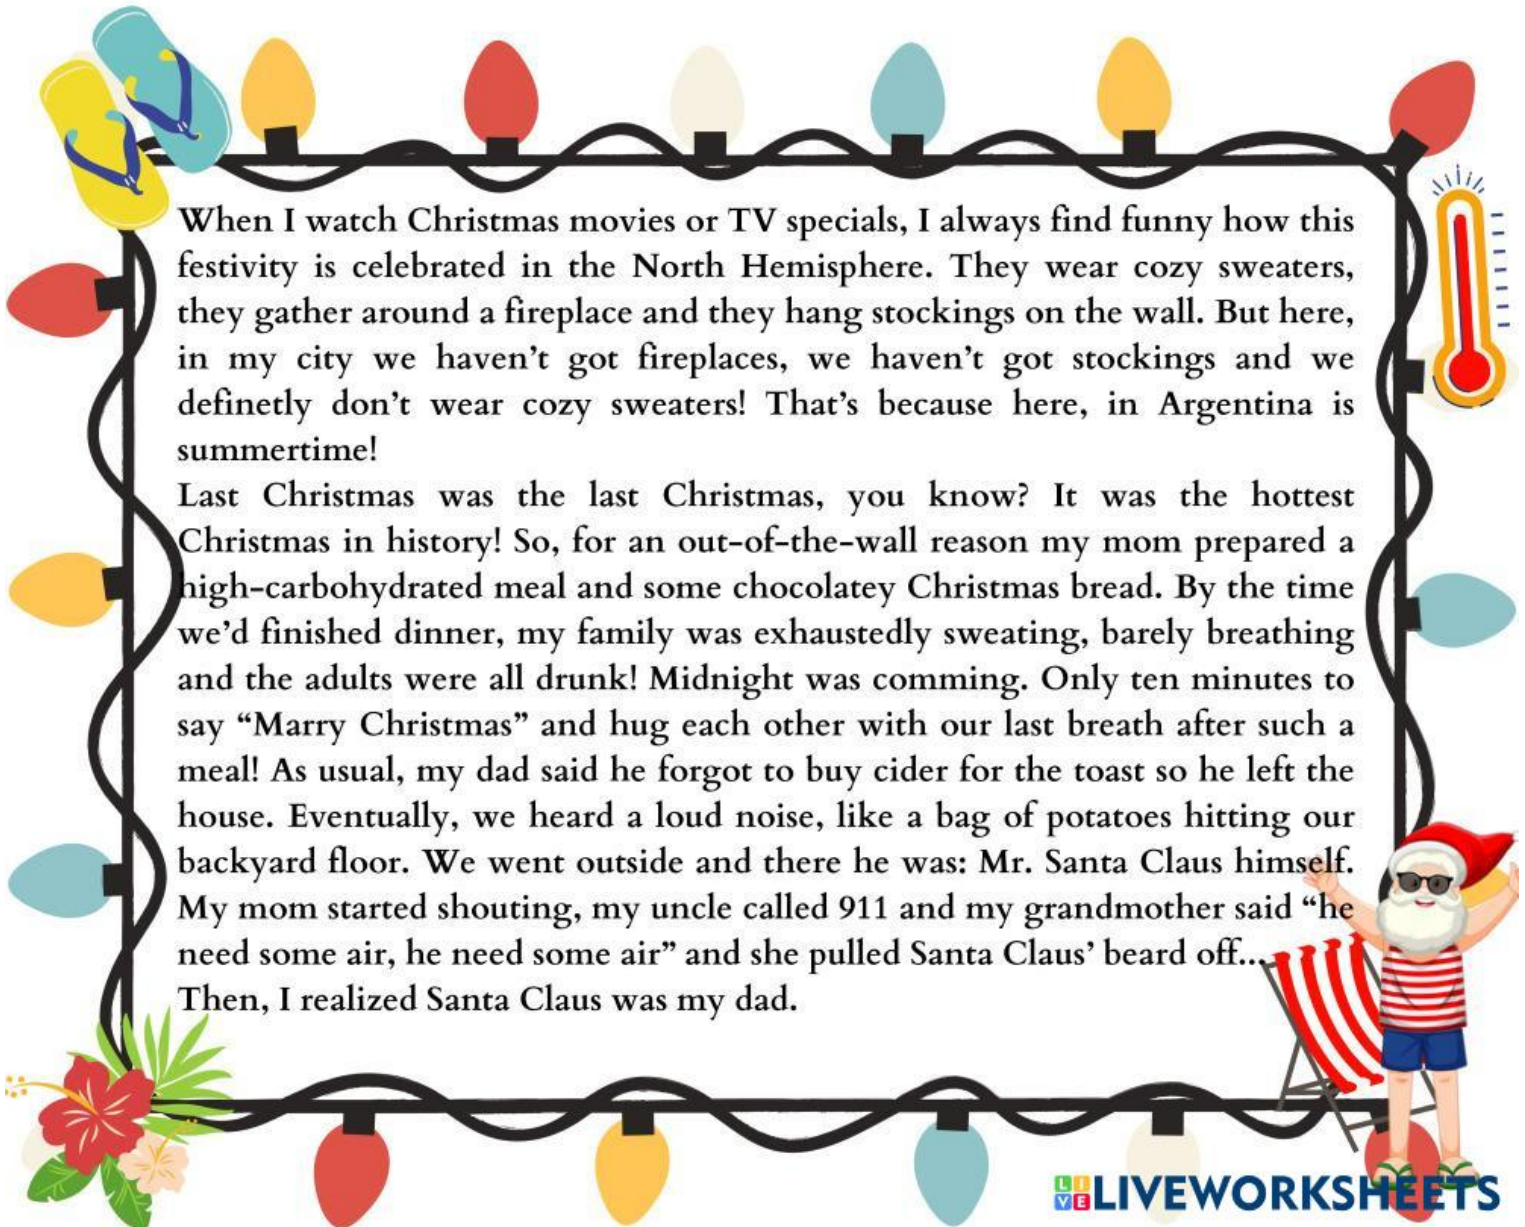 When I watch Christmas movies or TV specials, I always find funny how this
festivity is celebrated in the North Hemisphere. They wear cozy sweaters,
they gather around a fireplace and they hang stockings on the wall. But here,
in my city we haven't got fireplaces, we haven't got stockings and we
definetly don't wear cozy sweaters! That's because here, in Argentina is
summertime!
Last Christmas was the last Christmas, you know? It was the hottest
Christmas in history! So, for an out-of-the-wall reason my mom prepared a
high-carbohydrated meal and some chocolatey Christmas bread. By the time
we'd finished dinner, my family was exhaustedly sweating, barely breathing
and the adults were all drunk! Midnight was comming. Only ten minutes to
say “Marry Christmas” and hug each other with our last breath after such a
meal! As usual, my dad said he forgot to buy cider for the toast so he left the
house. Eventually, we heard a loud noise, like a bag of potatoes hitting our
backyard floor. We went outside and there he was: Mr. Santa Claus himself.
My mom started shouting, my uncle called 911 and my grandmother said “he
need some air, he need some air” and she pulled Santa Claus' beard off...
Then, I realized Santa Claus was my dad.
LIVE LIVEWORKSHEETS